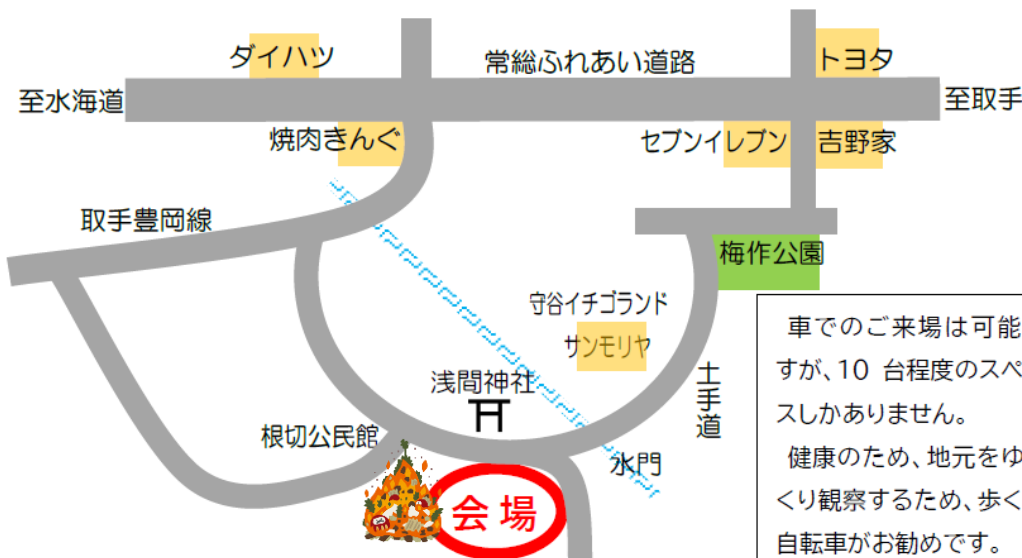 ダイハツ
常総ふれあい道路
トヨタ
至水海道
至取手
焼肉きんぐ
セブンイレブン
吉野家
取手豊岡線
梅作公園
守谷イチゴランド
サンモリヤ
浅間神社
土手道
根切公民館
水門
会場
車でのご来場は可能
すが、10 台程度のスペ
スしかありません。
健康のため、地元をゆ
くり観察するため、歩く
自転車がお勧めです。